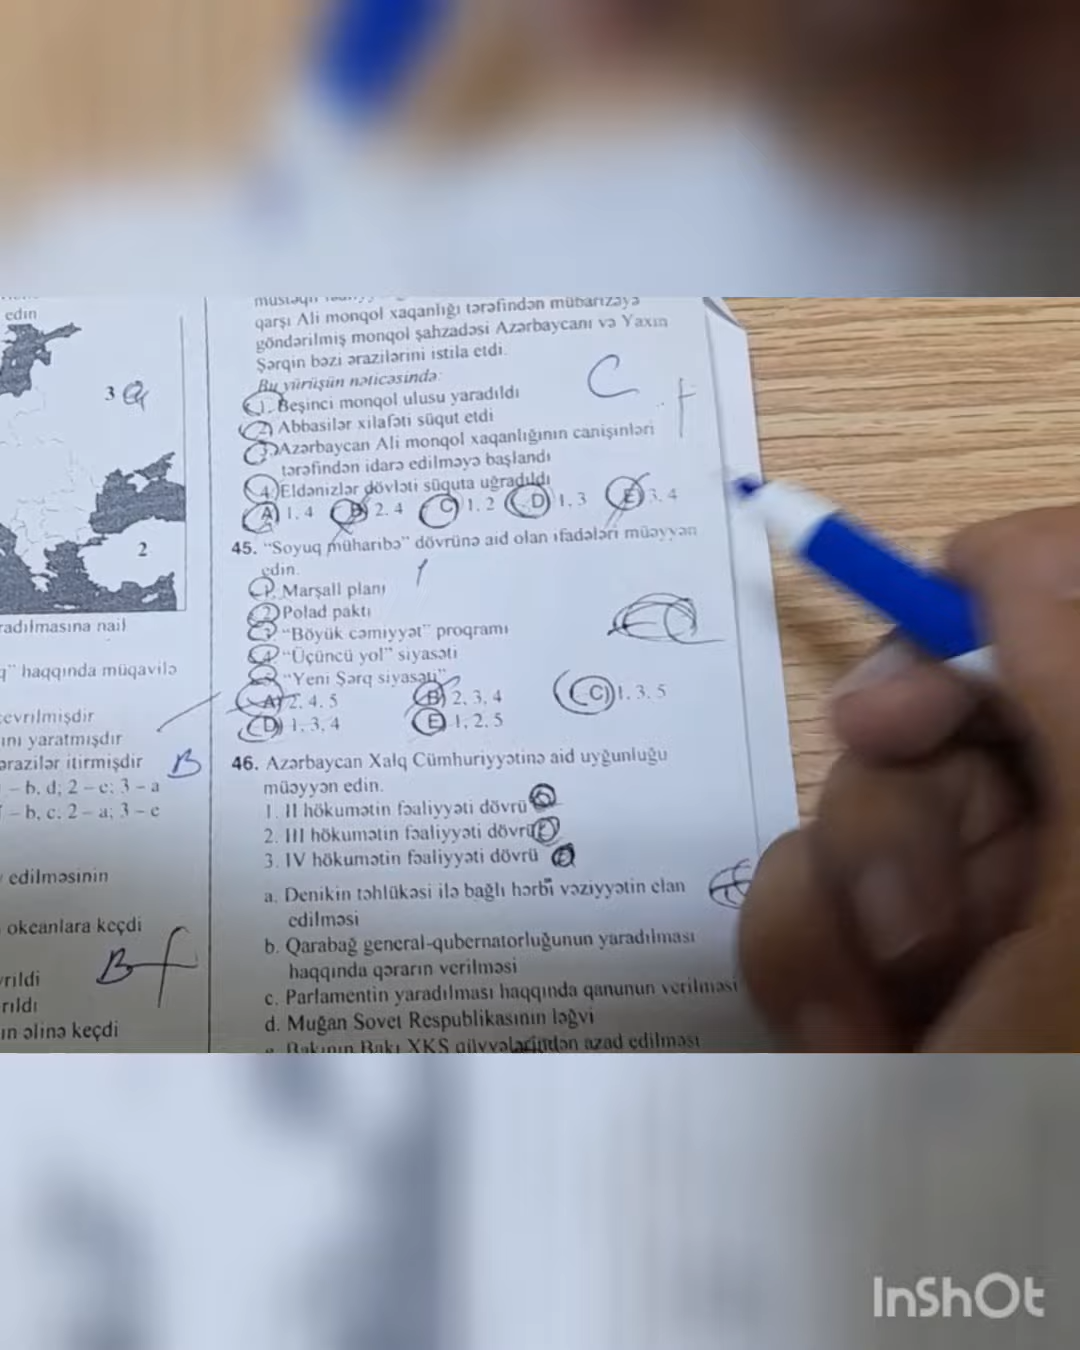 edin
3
2
radılmasına nail
q" haqqında müqavilə
çevrilmişdir
ını yaratmışdır
ərazilər itirmişdir
B
– b, d; 2 – c; 3 – a
– b, c; 2 – a; 3 – e
edilməsinin
okeanlara keçdi
B
rıldı
ın əlinə keçdi
qarşı Ali monqol xaqanlığı tərəfindən mübarizəyə
göndərilmiş monqol şahzadəsi Azərbaycanı və Yaxın
Şərqin bəzi ərazilərini istila etdi.
Bu yürüşün nəticəsində:
1. Beşinci monqol ulusu yaradıldı
2. Abbasilər xilafəti süqut etdi
3. Azərbaycan Ali monqol xaqanlığının canişinləri
tərəfindən idarə edilməyə başlandı
4. Eldənizlər dövləti süquta uğradıldı
A) 1, 4 B) 2, 4 C) 1, 2 D) 1, 3 E) 3, 4
C
45. "Soyuq müharibə" dövrünə aid olan ifadələri müəyyən
edin.
1. Marşall planı
2. Polad paktı
3. "Böyük cəmiyyət" proqramı
4. "Üçüncü yol" siyasəti
5. "Yeni Şərq siyasəti"
A) 2, 4, 5 B) 2, 3, 4 C) 1, 3, 5
D) 1, 3, 4 E) 1, 2, 5
46. Azərbaycan Xalq Cümhuriyyətinə aid uyğunluğu
müəyyən edin.
1. II hökumətin fəaliyyəti dövrü
2. III hökumətin fəaliyyəti dövrü
3. IV hökumətin fəaliyyəti dövrü
a. Denikin təhlükəsi ilə bağlı hərbi vəziyyətin elan
edilməsi
b. Qarabağ general-qubernatorluğunun yaradılması
haqqında qərarın verilməsi
c. Parlamentin yaradılması haqqında qanunun verilməsi
d. Muğan Sovet Respublikasının ləğvi
e. Bakının Bakı XKS qüvvələrindən azad edilməsi
InShOt